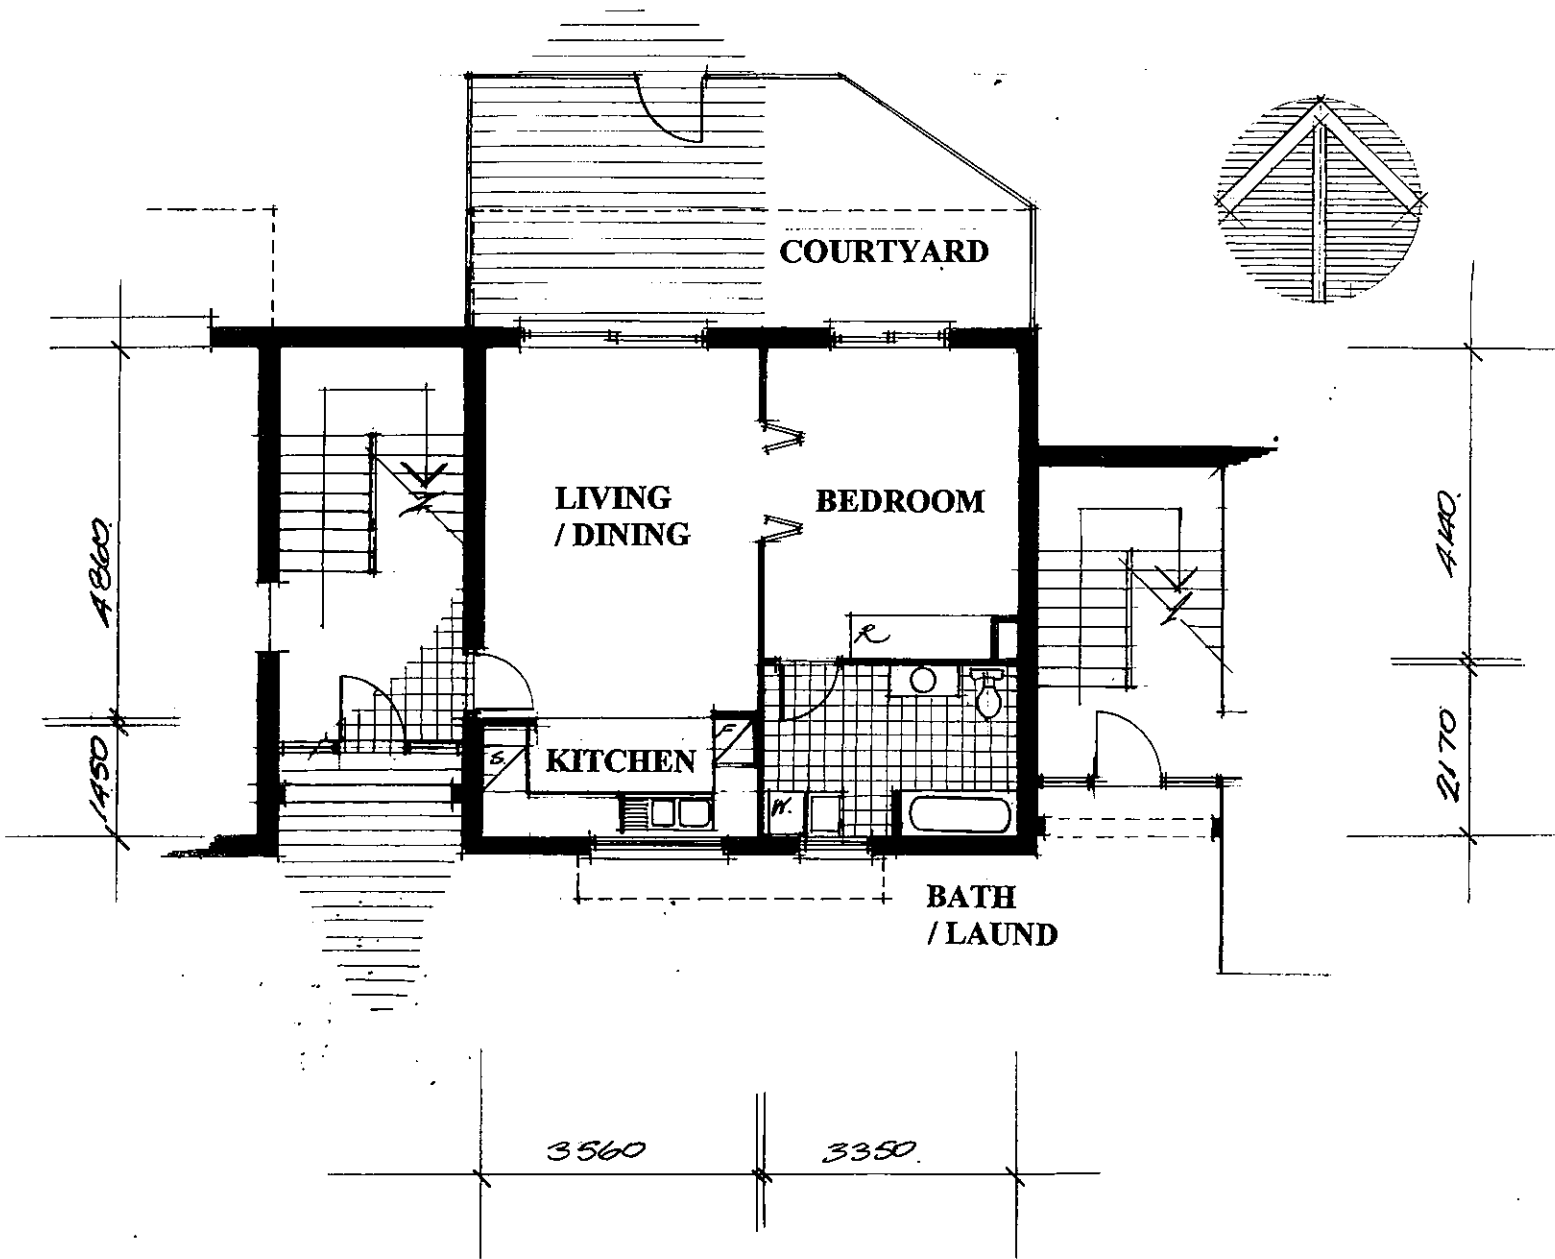 COURTYARD
LIVING
/ DINING
BEDROOM
4860.
4140.
R
F
KITCHEN
S.
1450
2170
W.
BATH
/ LAUND
3560
3350.